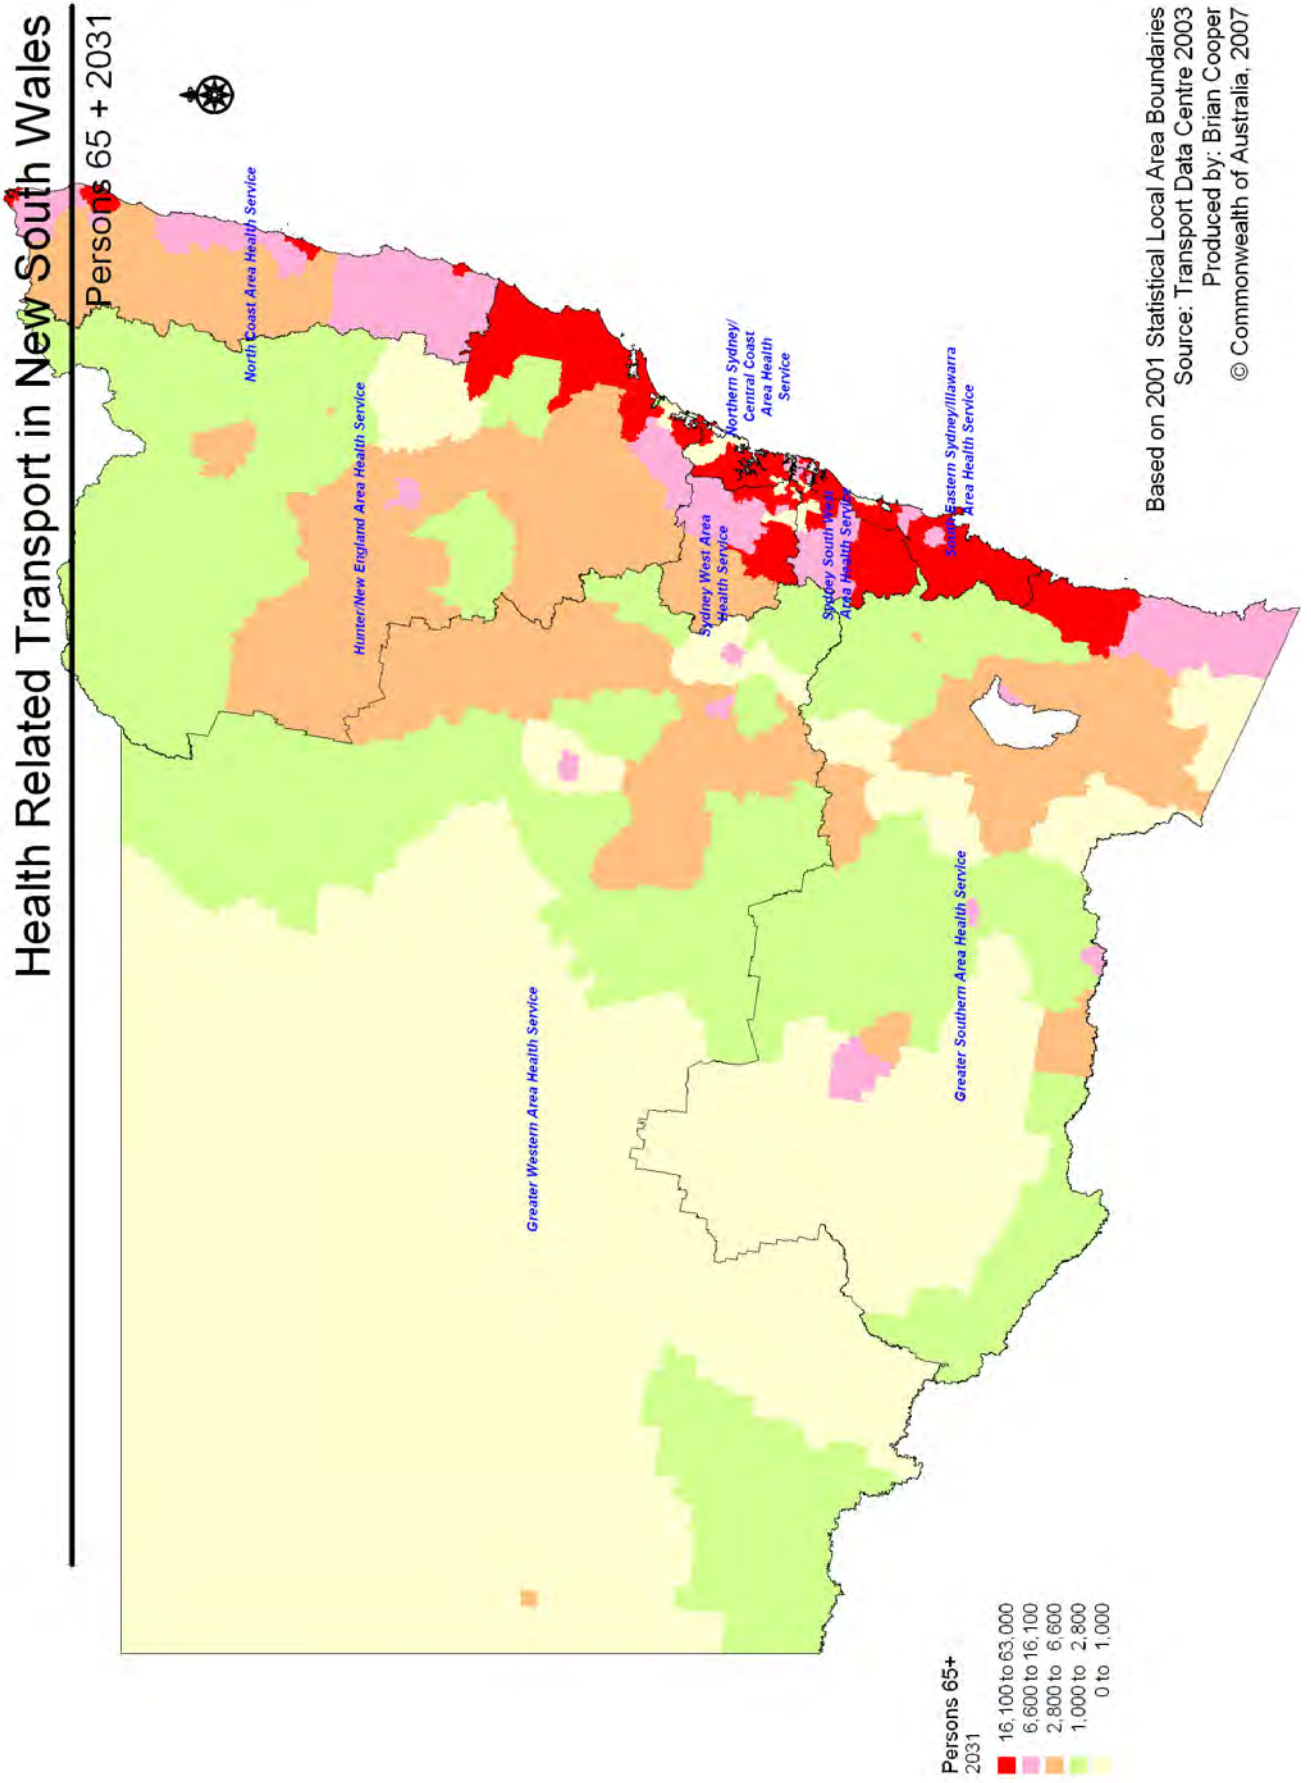 Health Related Transport in New South Wales
Persons 65 + 2031
North Coast Area Health Service
Hunter/New England Area Health Service
Northern Sydney/
Central Coast
Area Health
Service
Sydney West Area
Health Service
Sydney South West
Area Health Service
South Eastern Sydney/Illawarra
Area Health Service
Greater Western Area Health Service
Greater Southern Area Health Service
Persons 65+
2031
16,100 to 63,000
6,600 to 16,100
2,800 to 6,600
1,000 to 2,800
0 to 1,000
Based on 2001 Statistical Local Area Boundaries
Source: Transport Data Centre 2003
Produced by: Brian Cooper
© Commonwealth of Australia, 2007